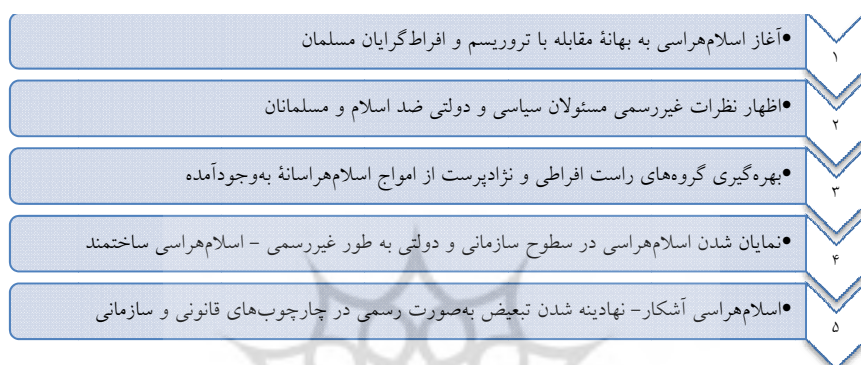 •آغاز اسلام‌هراسی به بهانهٔ مقابله با تروریسم و افراط‌گرایان مسلمان
۱
•اظهار نظرات غیررسمی مسئولان سیاسی و دولتی ضد اسلام و مسلمانان
۲
•بهره‌گیری گروه‌های راست افراطی و نژادپرست از امواج اسلام‌هراسانهٔ به‌وجودآمده
۳
•نمایان شدن اسلام‌هراسی در سطوح سازمانی و دولتی به طور غیررسمی – اسلام‌هراسی ساختمند
۴
•اسلام‌هراسی آشکار– نهادینه شدن تبعیض به‌صورت رسمی در چارچوب‌های قانونی و سازمانی
۵